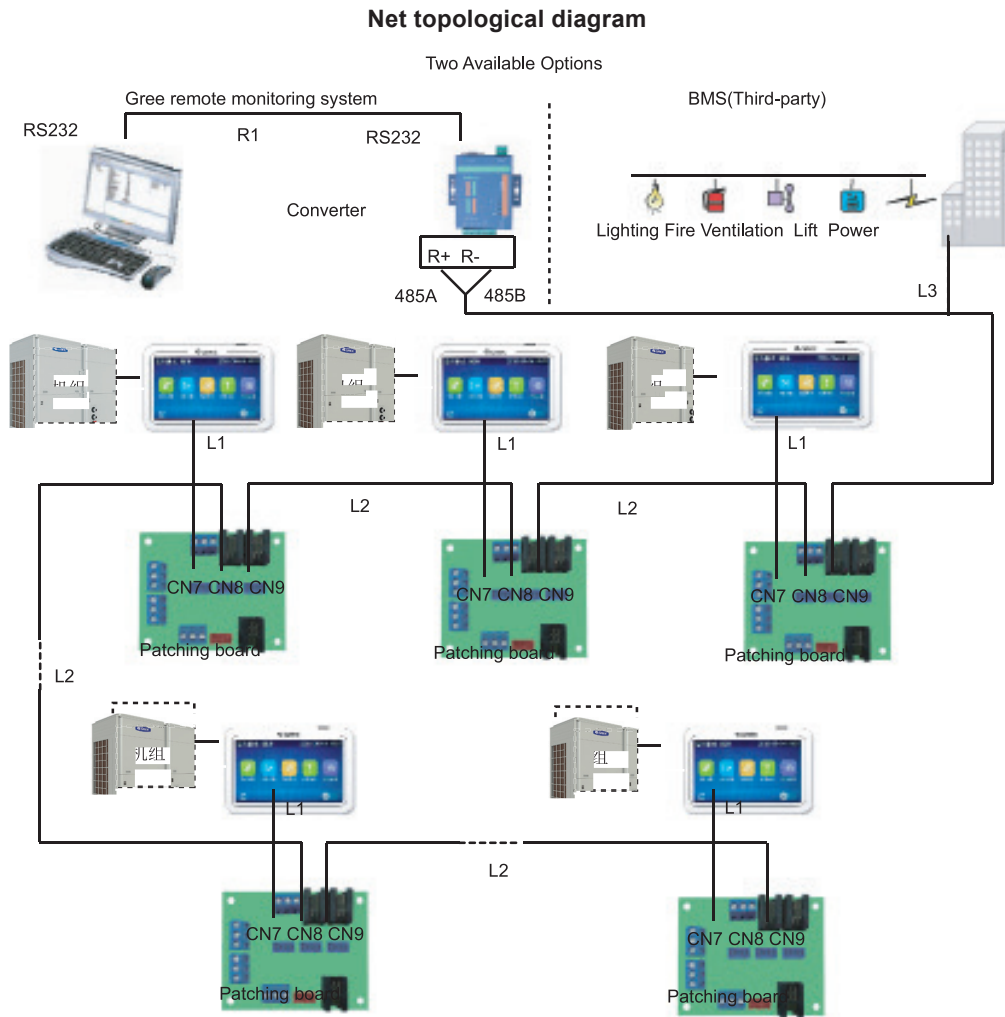 Net topological diagram
Two Available Options
Gree remote monitoring system
BMS(Third-party)
RS232
R1
RS232
Converter
Lighting Fire Ventilation Lift Power
R+ R-
485A
485B
L3
L1
L1
L1
L2
L2
CN7 CN8 CN9
CN7 CN8 CN9
CN7 CN8 CN9
Patching board
Patching board
Patching board
L2
机组
组
L1
L1
L2
CN7 CN8 CN9
CN7 CN8 CN9
Patching board
Patching board